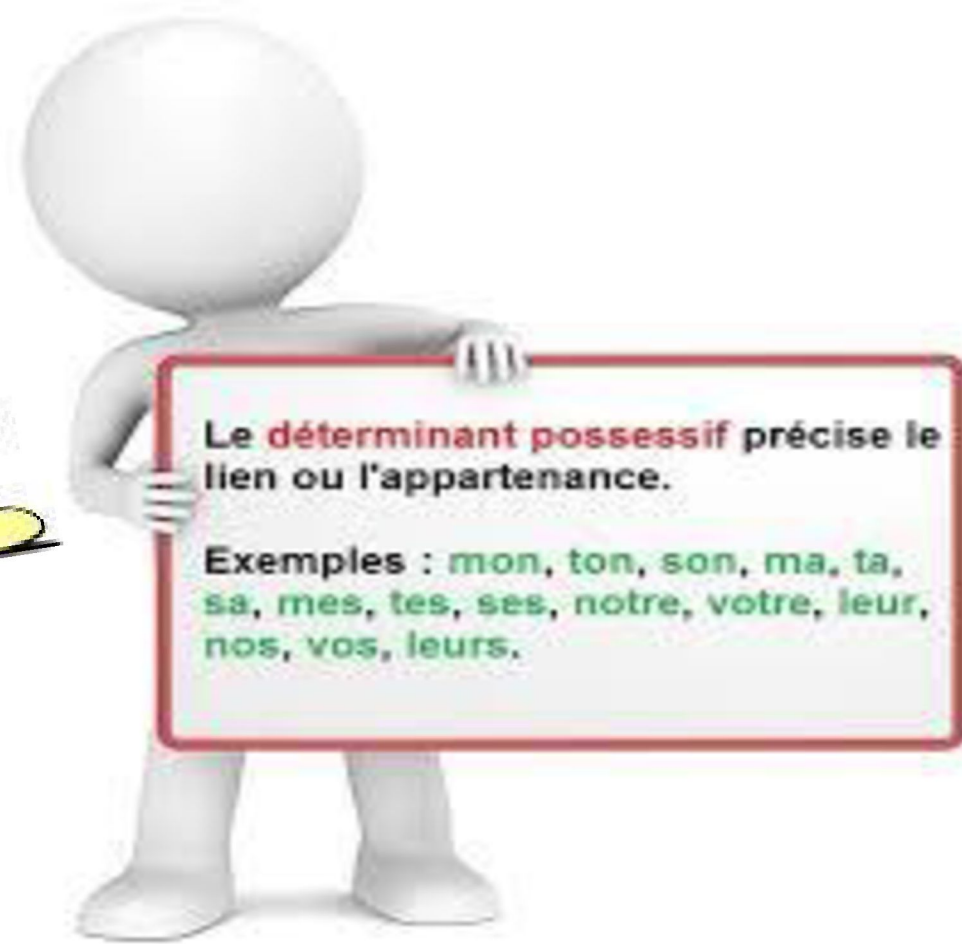 Le déterminant possessif précise le
lien ou l'appartenance.
Exemples : mon, ton, son, ma, ta,
sa, mes, tes, ses, notre, votre, leur,
nos, vos, leurs.